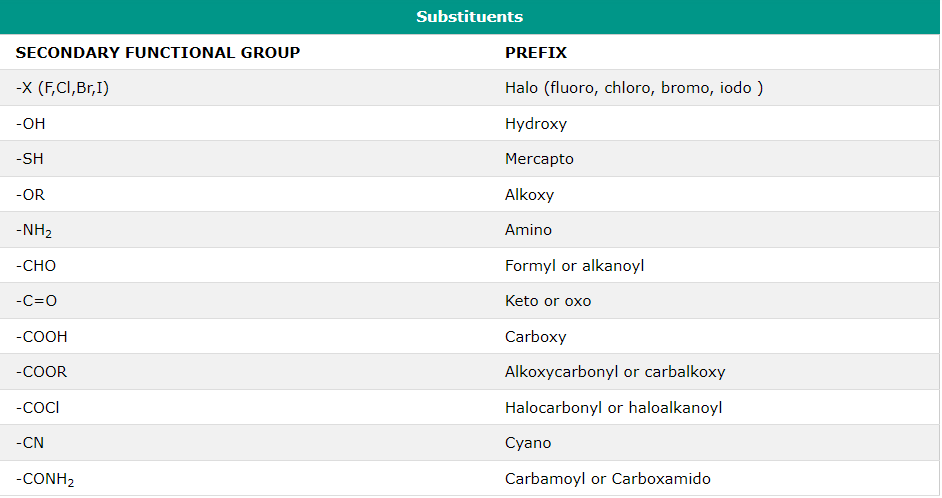 Substituents
SECONDARY FUNCTIONAL GROUP PREFIX
-X (F,Cl,Br,I) Halo (fluoro, chloro, bromo, iodo )
-OH Hydroxy
-SH Mercapto
-OR Alkoxy
-NH₂ Amino
-CHO Formyl or alkanoyl
-C=O Keto or oxo
-COOH Carboxy
-COOR Alkoxycarbonyl or carbalkoxy
-COCl Halocarbonyl or haloalkanoyl
-CN Cyano
-CONH₂ Carbamoyl or Carboxamido